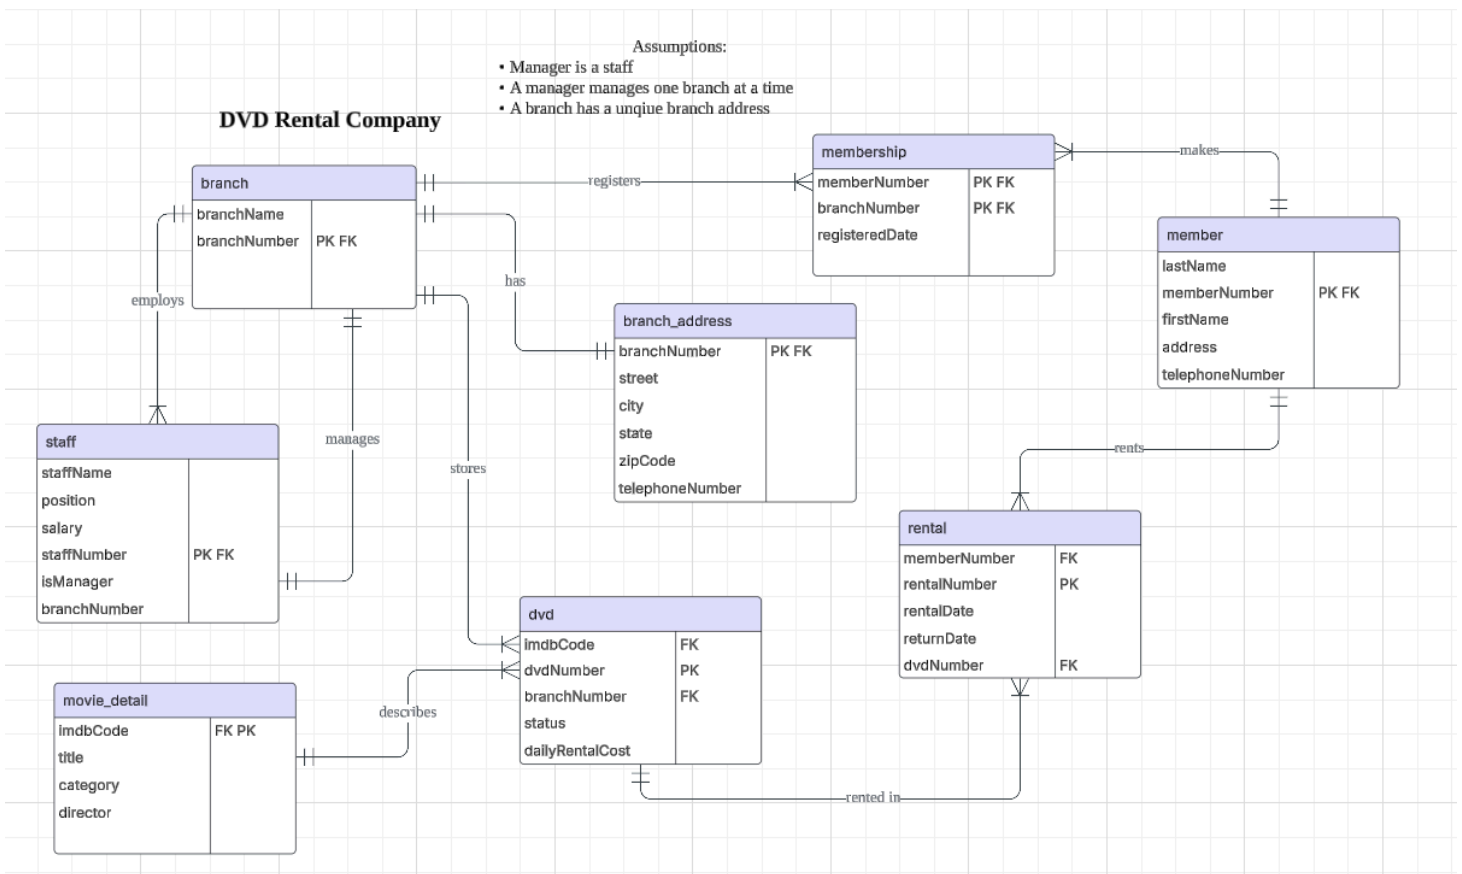 Assumptions:
• Manager is a staff
• A manager manages one branch at a time
• A branch has a unqiue branch address
DVD Rental Company
branch
branchName
branchNumber PK FK
registers
membership
memberNumber PK FK
branchNumber PK FK
registeredDate
makes
member
lastName
memberNumber PK FK
firstName
address
telephoneNumber
employs
has
branch_address
branchNumber PK FK
street
city
state
zipCode
telephoneNumber
manages
stores
rents
staff
staffName
position
salary
staffNumber PK FK
isManager
branchNumber
rental
memberNumber FK
rentalNumber PK
rentalDate
returnDate
dvdNumber FK
dvd
imdbCode FK
dvdNumber PK
branchNumber FK
status
dailyRentalCost
describes
movie_detail
imdbCode FK PK
title
category
director
rented in